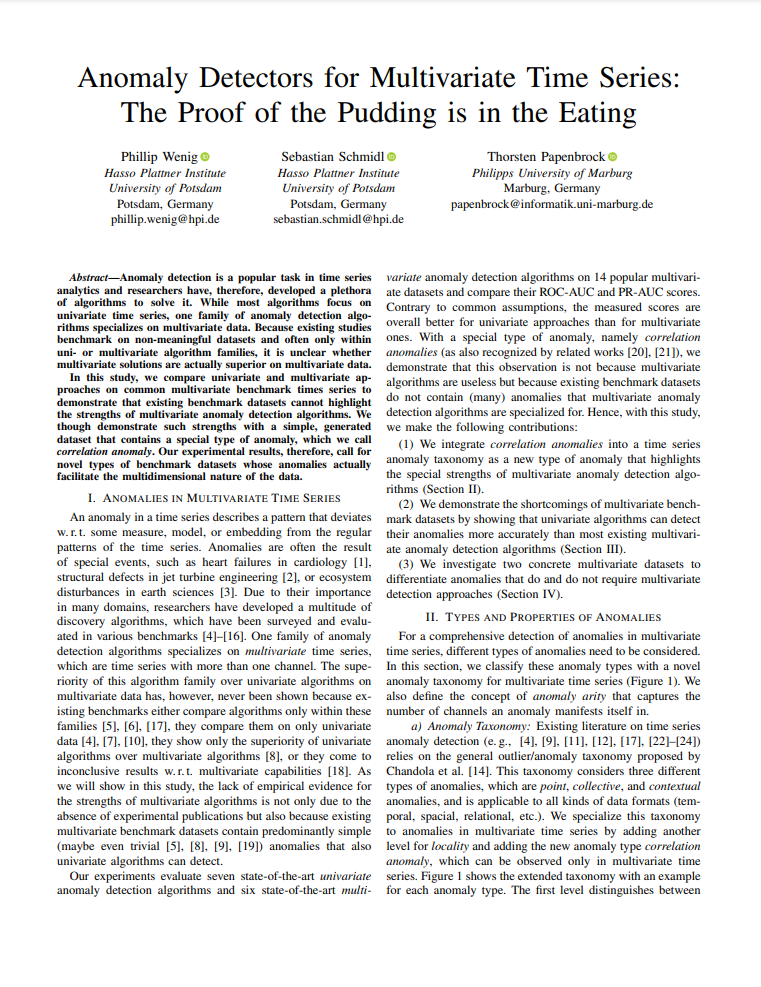 Anomaly Detectors for Multivariate Time Series:
The Proof of the Pudding is in the Eating
Phillip Wenig
Hasso Plattner Institute
University of Potsdam
Potsdam, Germany
phillip.wenig@hpi.de
Sebastian Schmidl
Hasso Plattner Institute
University of Potsdam
Potsdam, Germany
sebastian.schmidl@hpi.de
Thorsten Papenbrock
Philipps University of Marburg
Marburg, Germany
papenbrock@informatik.uni-marburg.de
Abstract—Anomaly detection is a popular task in time series
analytics and researchers have, therefore, developed a plethora
of algorithms to solve it. While most algorithms focus on
univariate time series, one family of anomaly detection algo-
rithms specializes on multivariate data. Because existing studies
benchmark on non-meaningful datasets and often only within
uni- or multivariate algorithm families, it is unclear whether
multivariate solutions are actually superior on multivariate data.
In this study, we compare univariate and multivariate ap-
proaches on common multivariate benchmark times series to
demonstrate that existing benchmark datasets cannot highlight
the strengths of multivariate anomaly detection algorithms. We
though demonstrate such strengths with a simple, generated
dataset that contains a special type of anomaly, which we call
correlation anomaly. Our experimental results, therefore, call for
novel types of benchmark datasets whose anomalies actually
facilitate the multidimensional nature of the data.
I. ANOMALIES IN MULTIVARIATE TIME SERIES
An anomaly in a time series describes a pattern that deviates
w. r. t. some measure, model, or embedding from the regular
patterns of the time series. Anomalies are often the result
of special events, such as heart failures in cardiology [1],
structural defects in jet turbine engineering [2], or ecosystem
disturbances in earth sciences [3]. Due to their importance
in many domains, researchers have developed a multitude of
discovery algorithms, which have been surveyed and evalu-
ated in various benchmarks [4]–[16]. One family of anomaly
detection algorithms specializes on multivariate time series,
which are time series with more than one channel. The supe-
riority of this algorithm family over univariate algorithms on
multivariate data has, however, never been shown because ex-
isting benchmarks either compare algorithms only within these
families [5], [6], [17], they compare them on only univariate
data [4], [7], [10], they show only the superiority of univariate
algorithms over multivariate algorithms [8], or they come to
inconclusive results w. r. t. multivariate capabilities [18]. As
we will show in this study, the lack of empirical evidence for
the strengths of multivariate algorithms is not only due to the
absence of experimental publications but also because existing
multivariate benchmark datasets contain predominantly simple
(maybe even trivial [5], [8], [9], [19]) anomalies that also
univariate algorithms can detect.
Our experiments evaluate seven state-of-the-art univariate
anomaly detection algorithms and six state-of-the-art multi-
variate anomaly detection algorithms on 14 popular multivari-
ate datasets and compare their ROC-AUC and PR-AUC scores.
Contrary to common assumptions, the measured scores are
overall better for univariate approaches than for multivariate
ones. With a special type of anomaly, namely correlation
anomalies (as also recognized by related works [20], [21]), we
demonstrate that this observation is not because multivariate
algorithms are useless but because existing benchmark datasets
do not contain (many) anomalies that multivariate anomaly
detection algorithms are specialized for. Hence, with this study,
we make the following contributions:
(1) We integrate correlation anomalies into a time series
anomaly taxonomy as a new type of anomaly that highlights
the special strengths of multivariate anomaly detection algo-
rithms (Section II).
(2) We demonstrate the shortcomings of multivariate bench-
mark datasets by showing that univariate algorithms can detect
their anomalies more accurately than most existing multivari-
ate anomaly detection algorithms (Section III).
(3) We investigate two concrete multivariate datasets to
differentiate anomalies that do and do not require multivariate
detection approaches (Section IV).
II. TYPES AND PROPERTIES OF ANOMALIES
For a comprehensive detection of anomalies in multivariate
time series, different types of anomalies need to be considered.
In this section, we classify these anomaly types with a novel
anomaly taxonomy for multivariate time series (Figure 1). We
also define the concept of anomaly arity that captures the
number of channels an anomaly manifests itself in.
a) Anomaly Taxonomy: Existing literature on time series
anomaly detection (e. g., [4], [9], [11], [12], [17], [22]–[24])
relies on the general outlier/anomaly taxonomy proposed by
Chandola et al. [14]. This taxonomy considers three different
types of anomalies, which are point, collective, and contextual
anomalies, and is applicable to all kinds of data formats (tem-
poral, spacial, relational, etc.). We specialize this taxonomy
to anomalies in multivariate time series by adding another
level for locality and adding the new anomaly type correlation
anomaly, which can be observed only in multivariate time
series. Figure 1 shows the extended taxonomy with an example
for each anomaly type. The first level distinguishes between